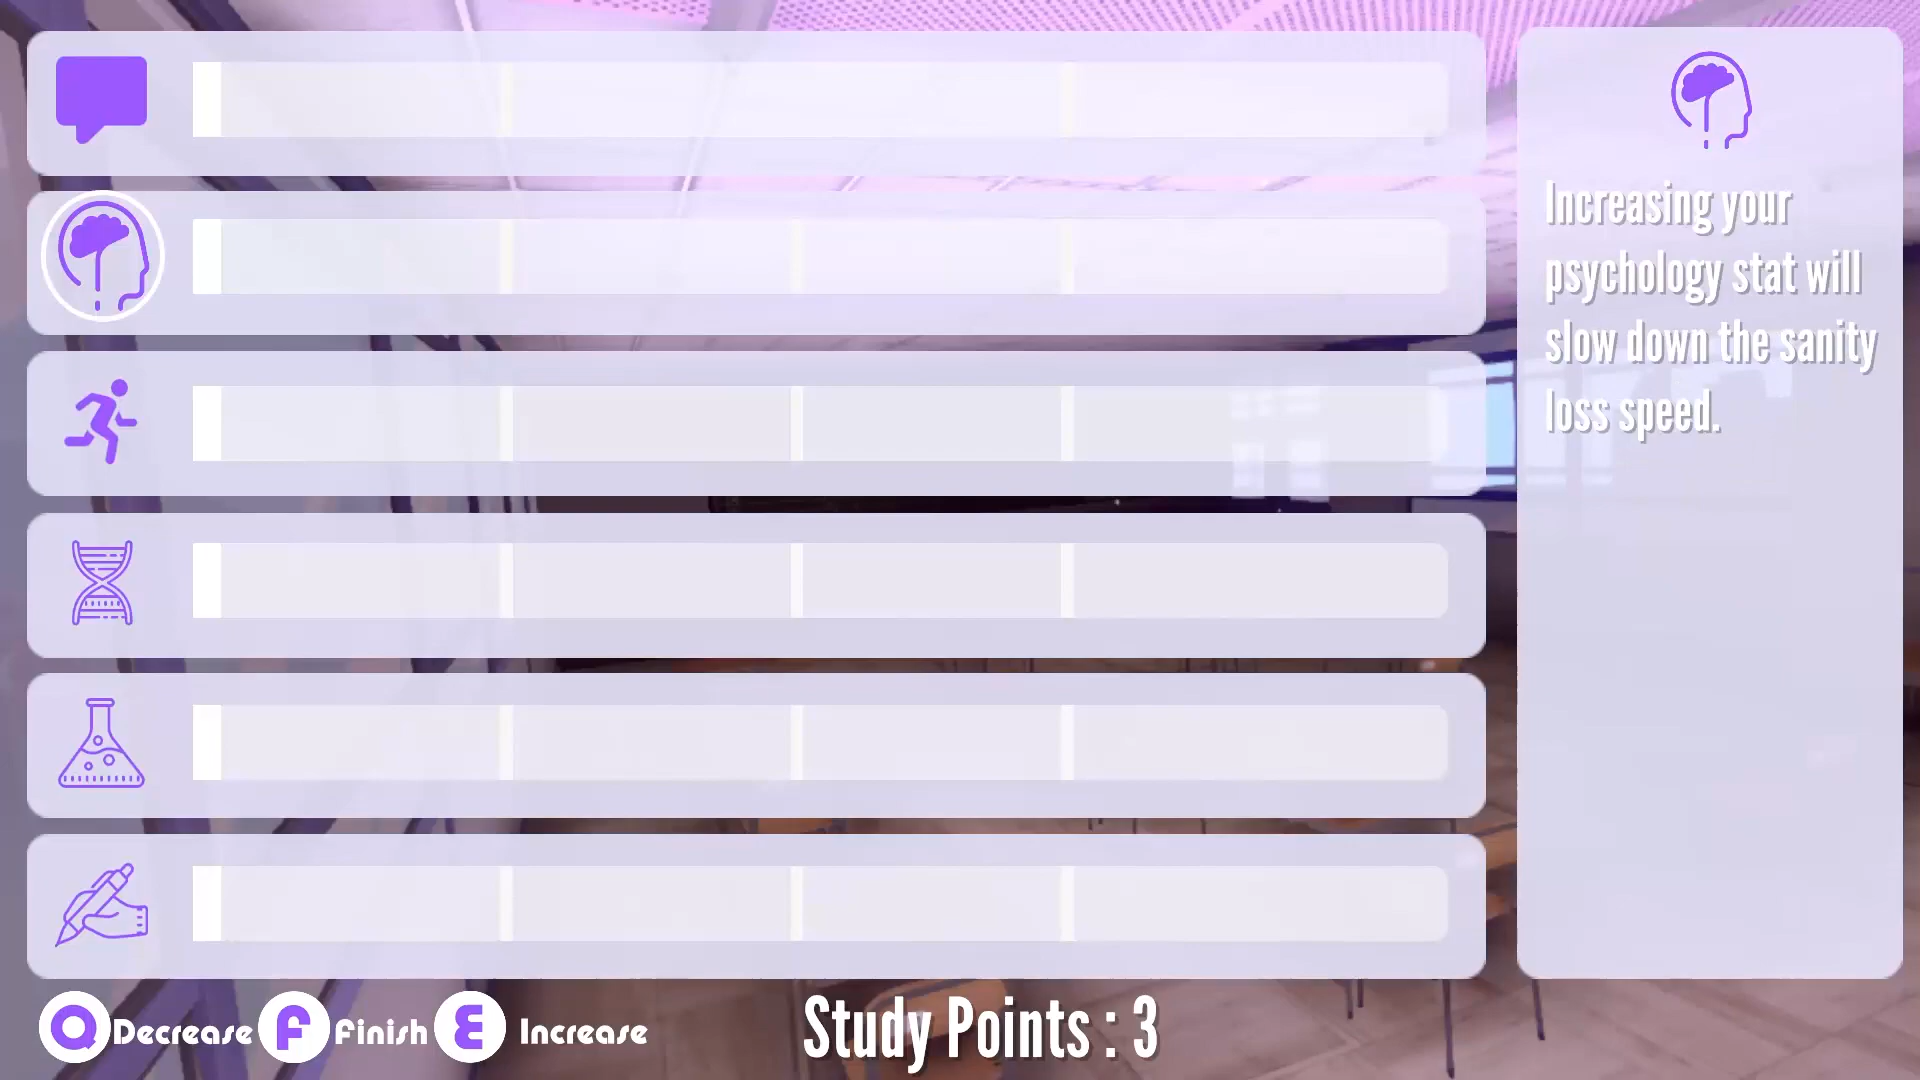 Increasing your
psychology stat will
slow down the sanity
loss speed.
Q Decrease F Finish E Increase
Study Points : 3